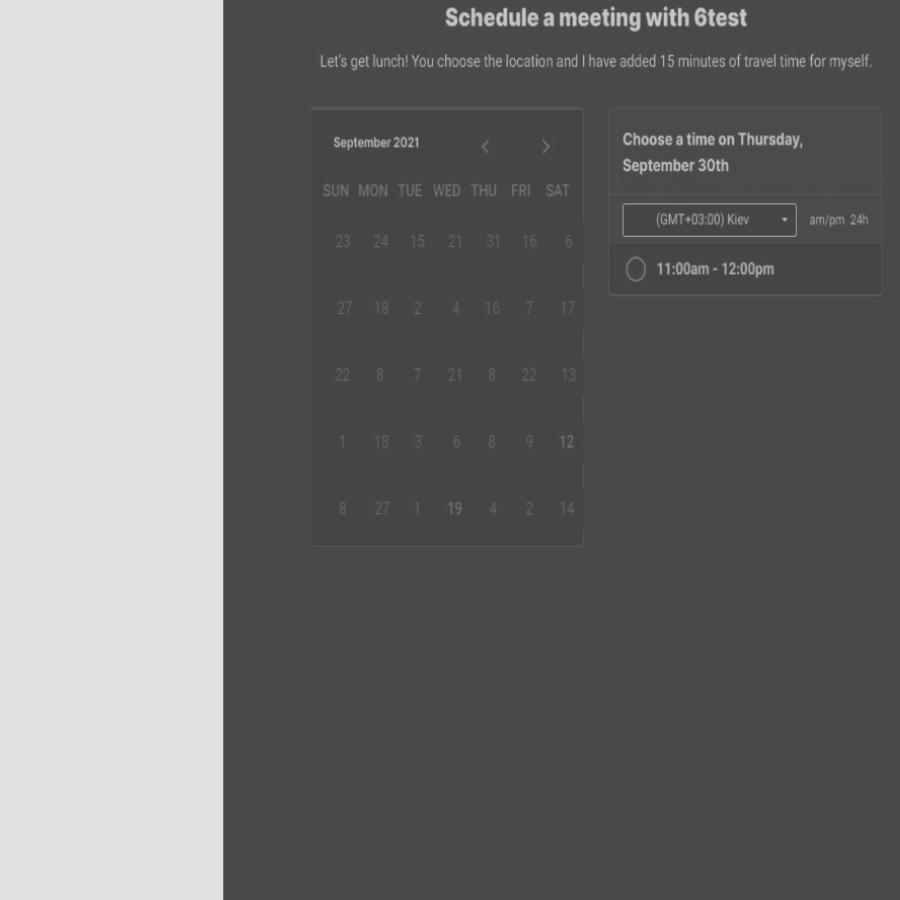 Schedule a meeting with 6test
Let's get lunch! You choose the location and I have added 15 minutes of travel time for myself.
September 2021
SUN MON TUE WED THU FRI SAT
23 24 15 21 31 16 6
27 18 2 4 16 7 17
22 8 7 21 8 22 13
1 18 3 6 8 9 12
8 27 1 19 4 2 14
Choose a time on Thursday,
September 30th
(GMT+03:00) Kiev am/pm 24h
11:00am - 12:00pm